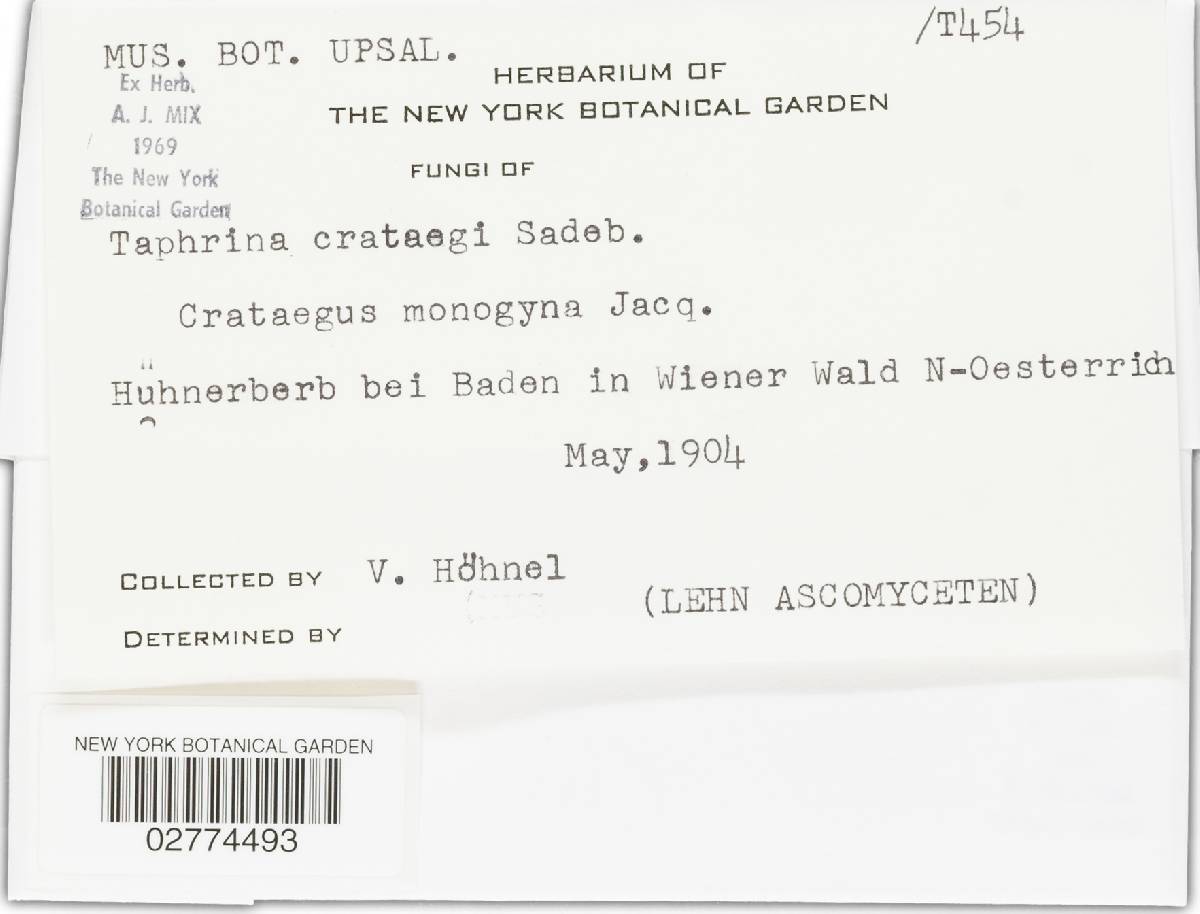 /T454
MUS. BOT. UPSAL.
Ex Herb.
A. J. MIX
1969
The New York
Botanical Garden
HERBARIUM OF
THE NEW YORK BOTANICAL GARDEN
FUNGI OF
Taphrina crataegi Sadeb.
Crataegus monogyna Jacq.
Hühnerberb bei Baden in Wiener Wald N-Oesterrich
May,1904
COLLECTED BY V. Höhnel
(LEHN ASCOMYCETEN)
DETERMINED BY
NEW YORK BOTANICAL GARDEN
02774493